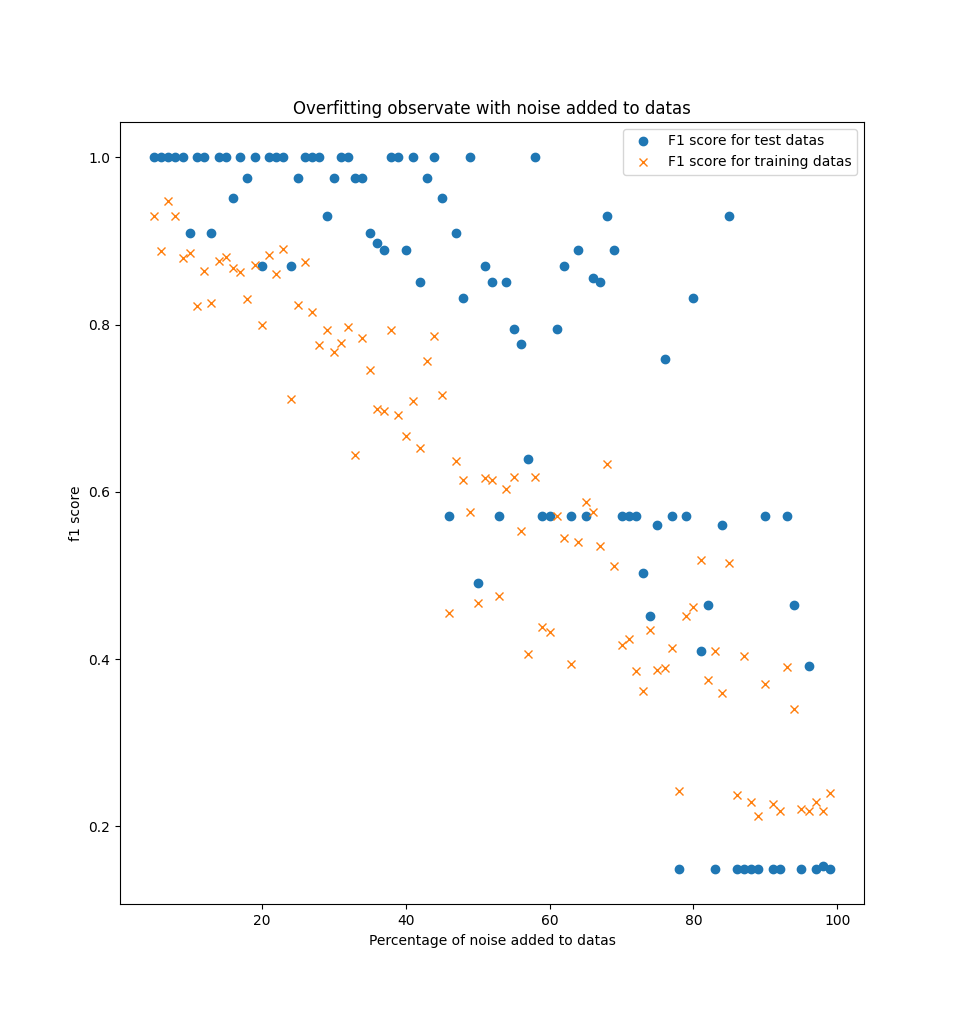 Overfitting observate with noise added to datas
F1 score for test datas
F1 score for training datas
1.0
0.8
0.6
0.4
0.2
f1 score
20 40 60 80 100
Percentage of noise added to datas